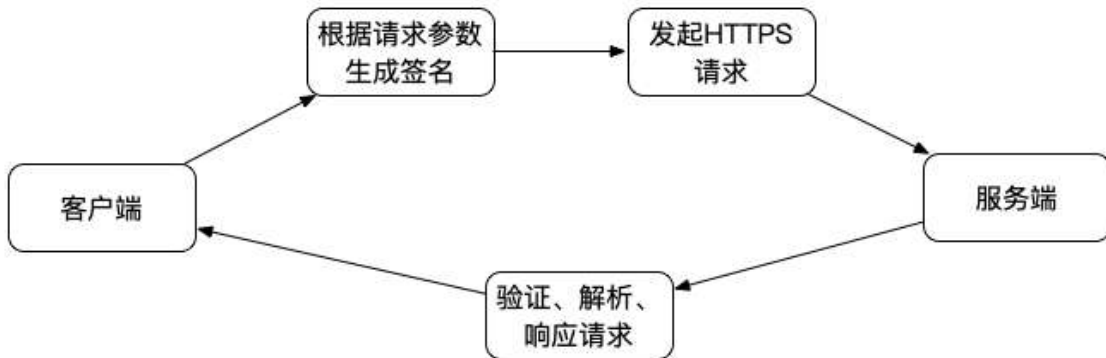 根据请求参数
生成签名
发起HTTPS
请求
客户端
服务端
验证、解析、
响应请求